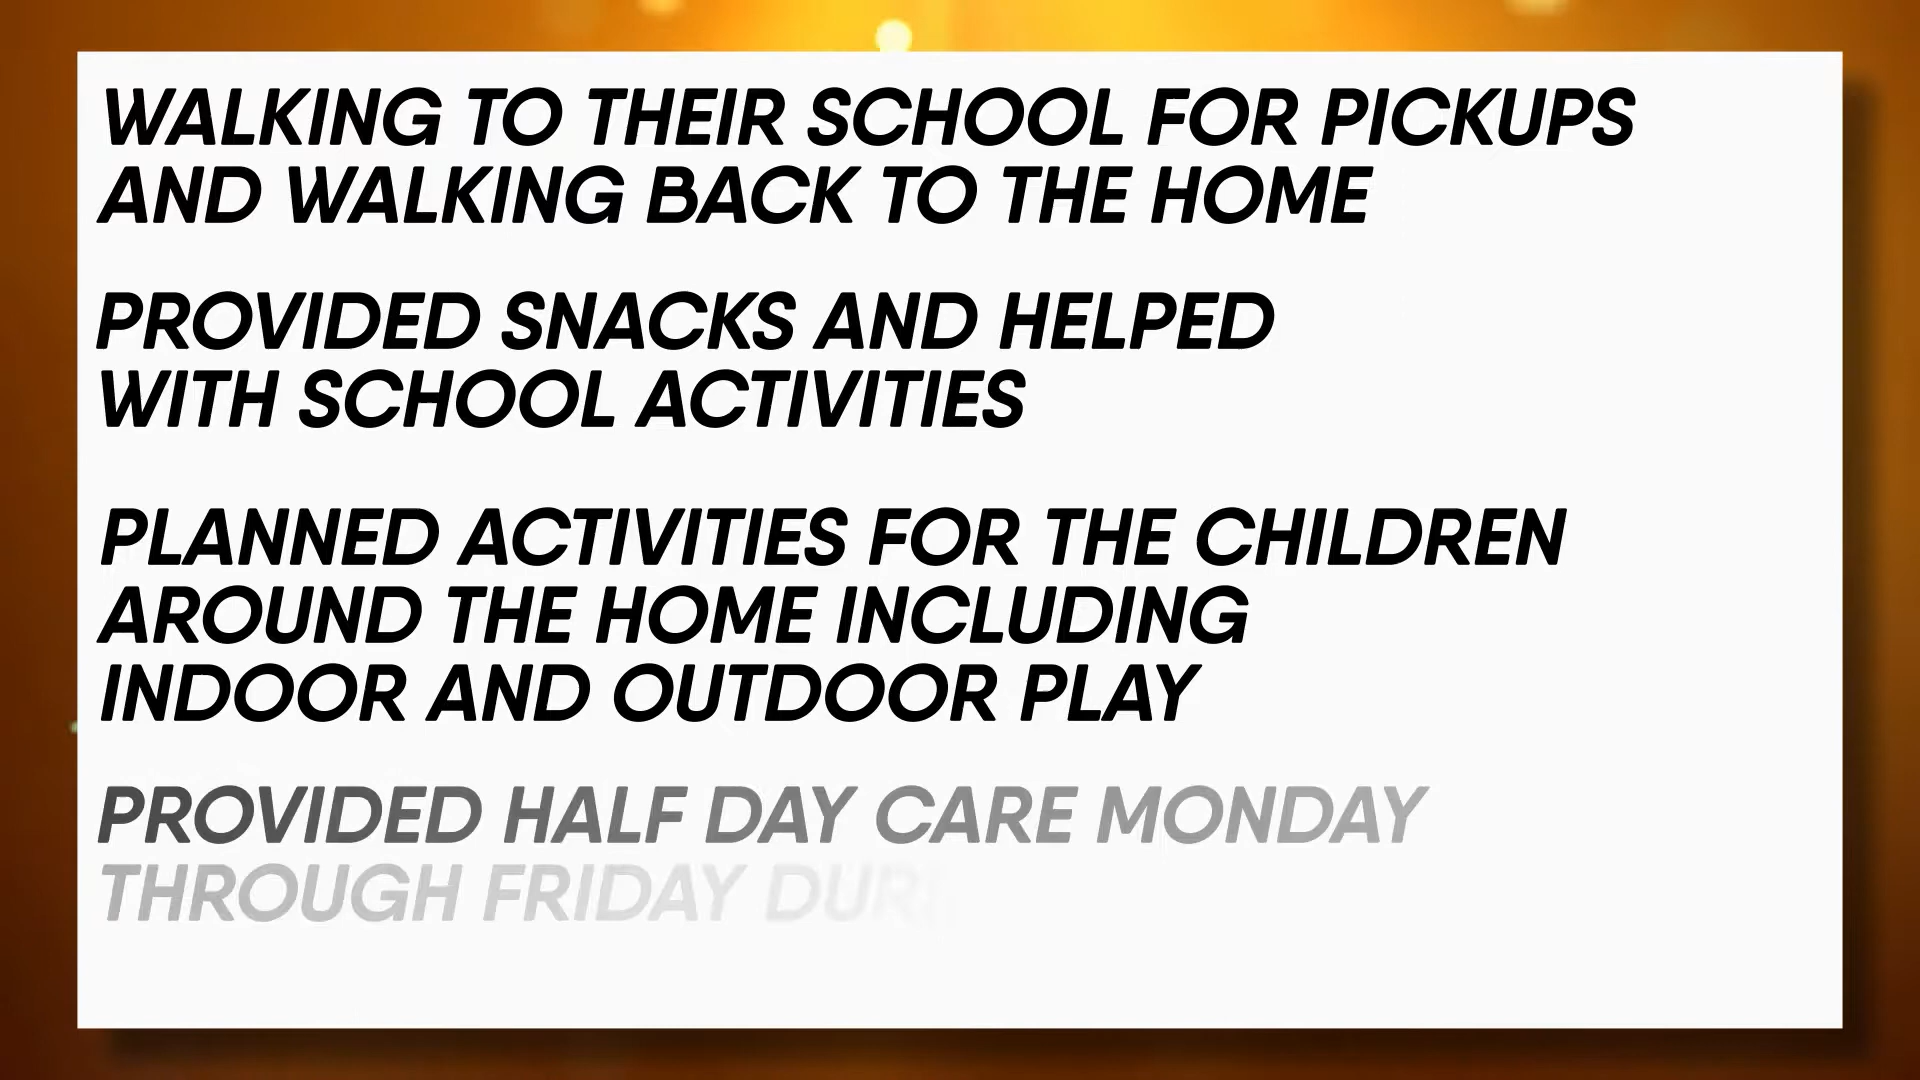 WALKING TO THEIR SCHOOL FOR PICKUPS
AND WALKING BACK TO THE HOME
PROVIDED SNACKS AND HELPED
WITH SCHOOL ACTIVITIES
PLANNED ACTIVITIES FOR THE CHILDREN
AROUND THE HOME INCLUDING
INDOOR AND OUTDOOR PLAY
PROVIDED HALF DAY CARE MONDAY
THROUGH FRIDAY